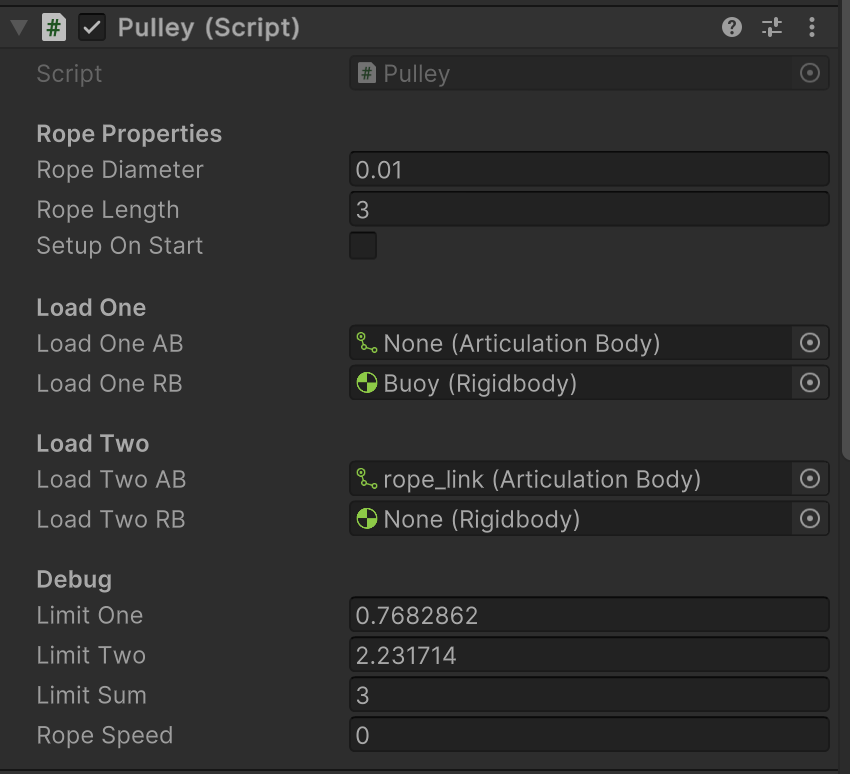 Pulley (Script)
Script Pulley
Rope Properties
Rope Diameter 0.01
Rope Length 3
Setup On Start
Load One
Load One AB None (Articulation Body)
Load One RB Buoy (Rigidbody)
Load Two
Load Two AB rope_link (Articulation Body)
Load Two RB None (Rigidbody)
Debug
Limit One 0.7682862
Limit Two 2.231714
Limit Sum 3
Rope Speed 0